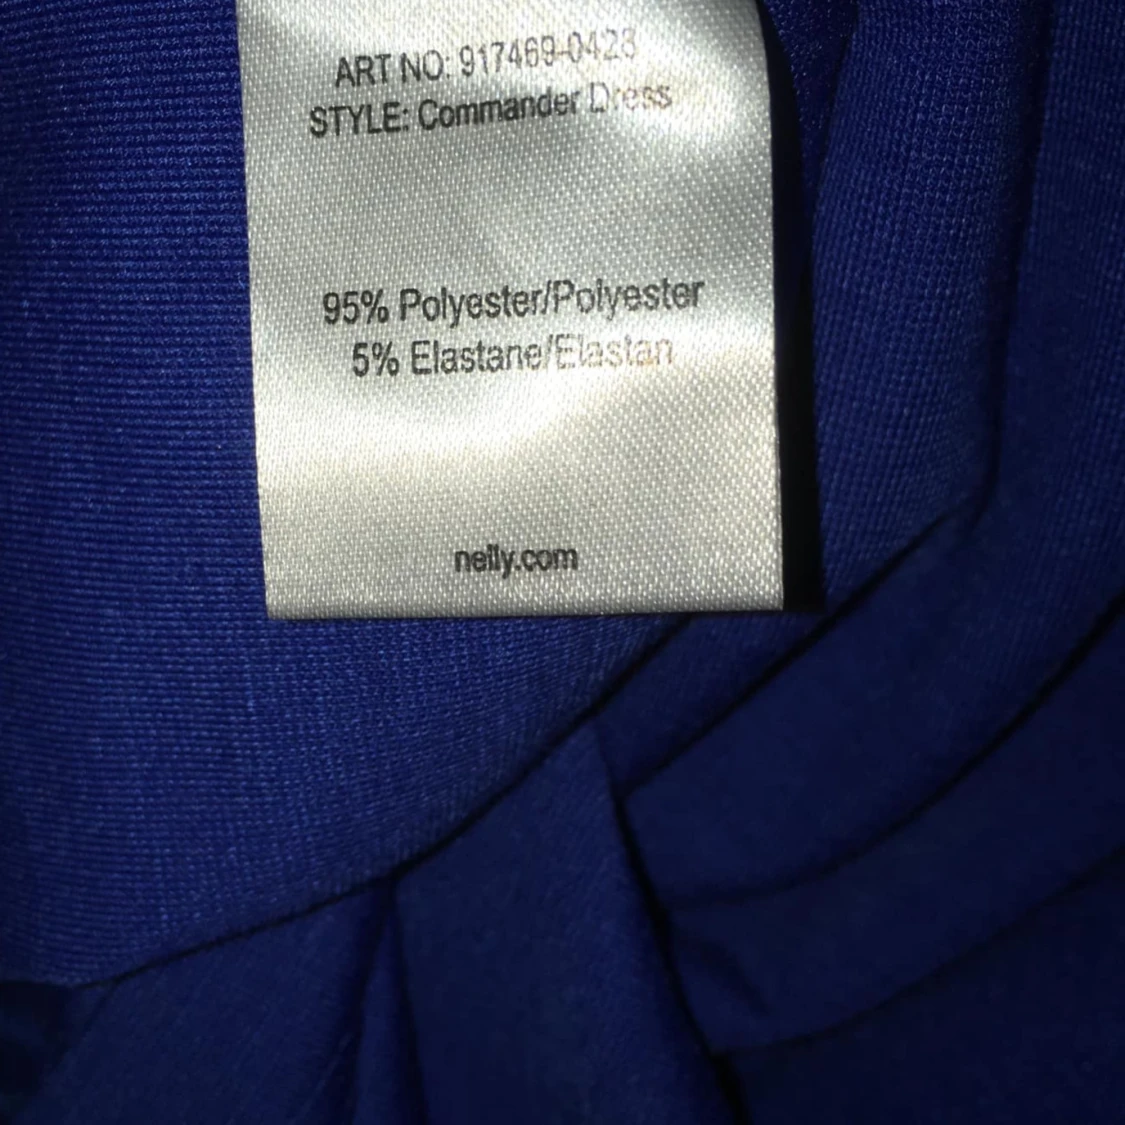 ART NO: 917469-0428
STYLE: Commander Dress
95% Polyester/Polyester
5% Elastane/Elastan
nelly.com